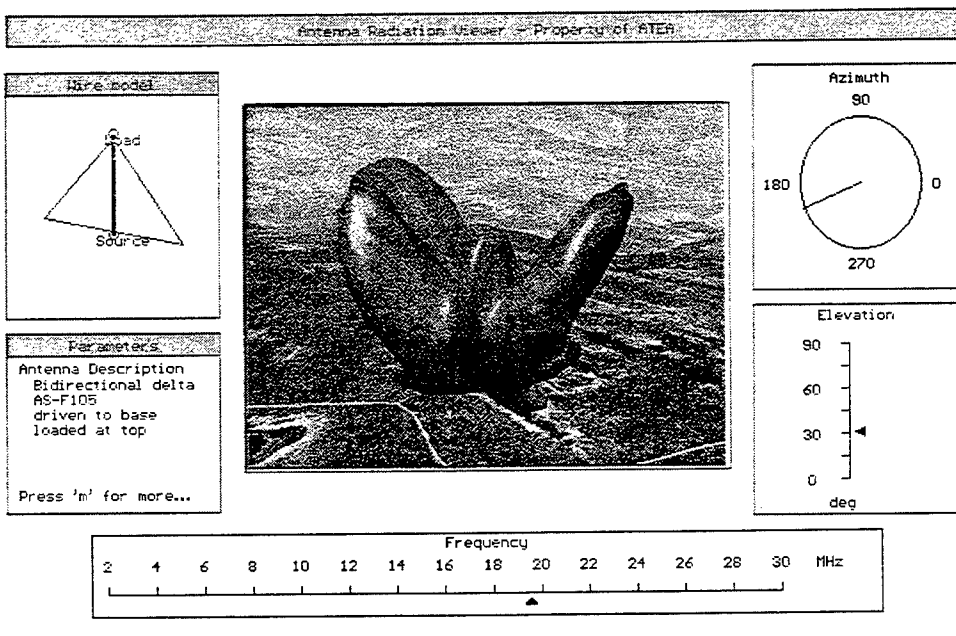 Antenna Radiation Viewer - Property of ATEA
Wire model
Load
Source
Parameters
Antenna Description
Bidirectional delta
AS-F105
driven to base
loaded at top
Press 'm' for more...
Azimuth
90
180
0
270
Elevation
90
60
30
0
deg
Frequency
2 4 6 8 10 12 14 16 18 20 22 24 26 28 30 MHz